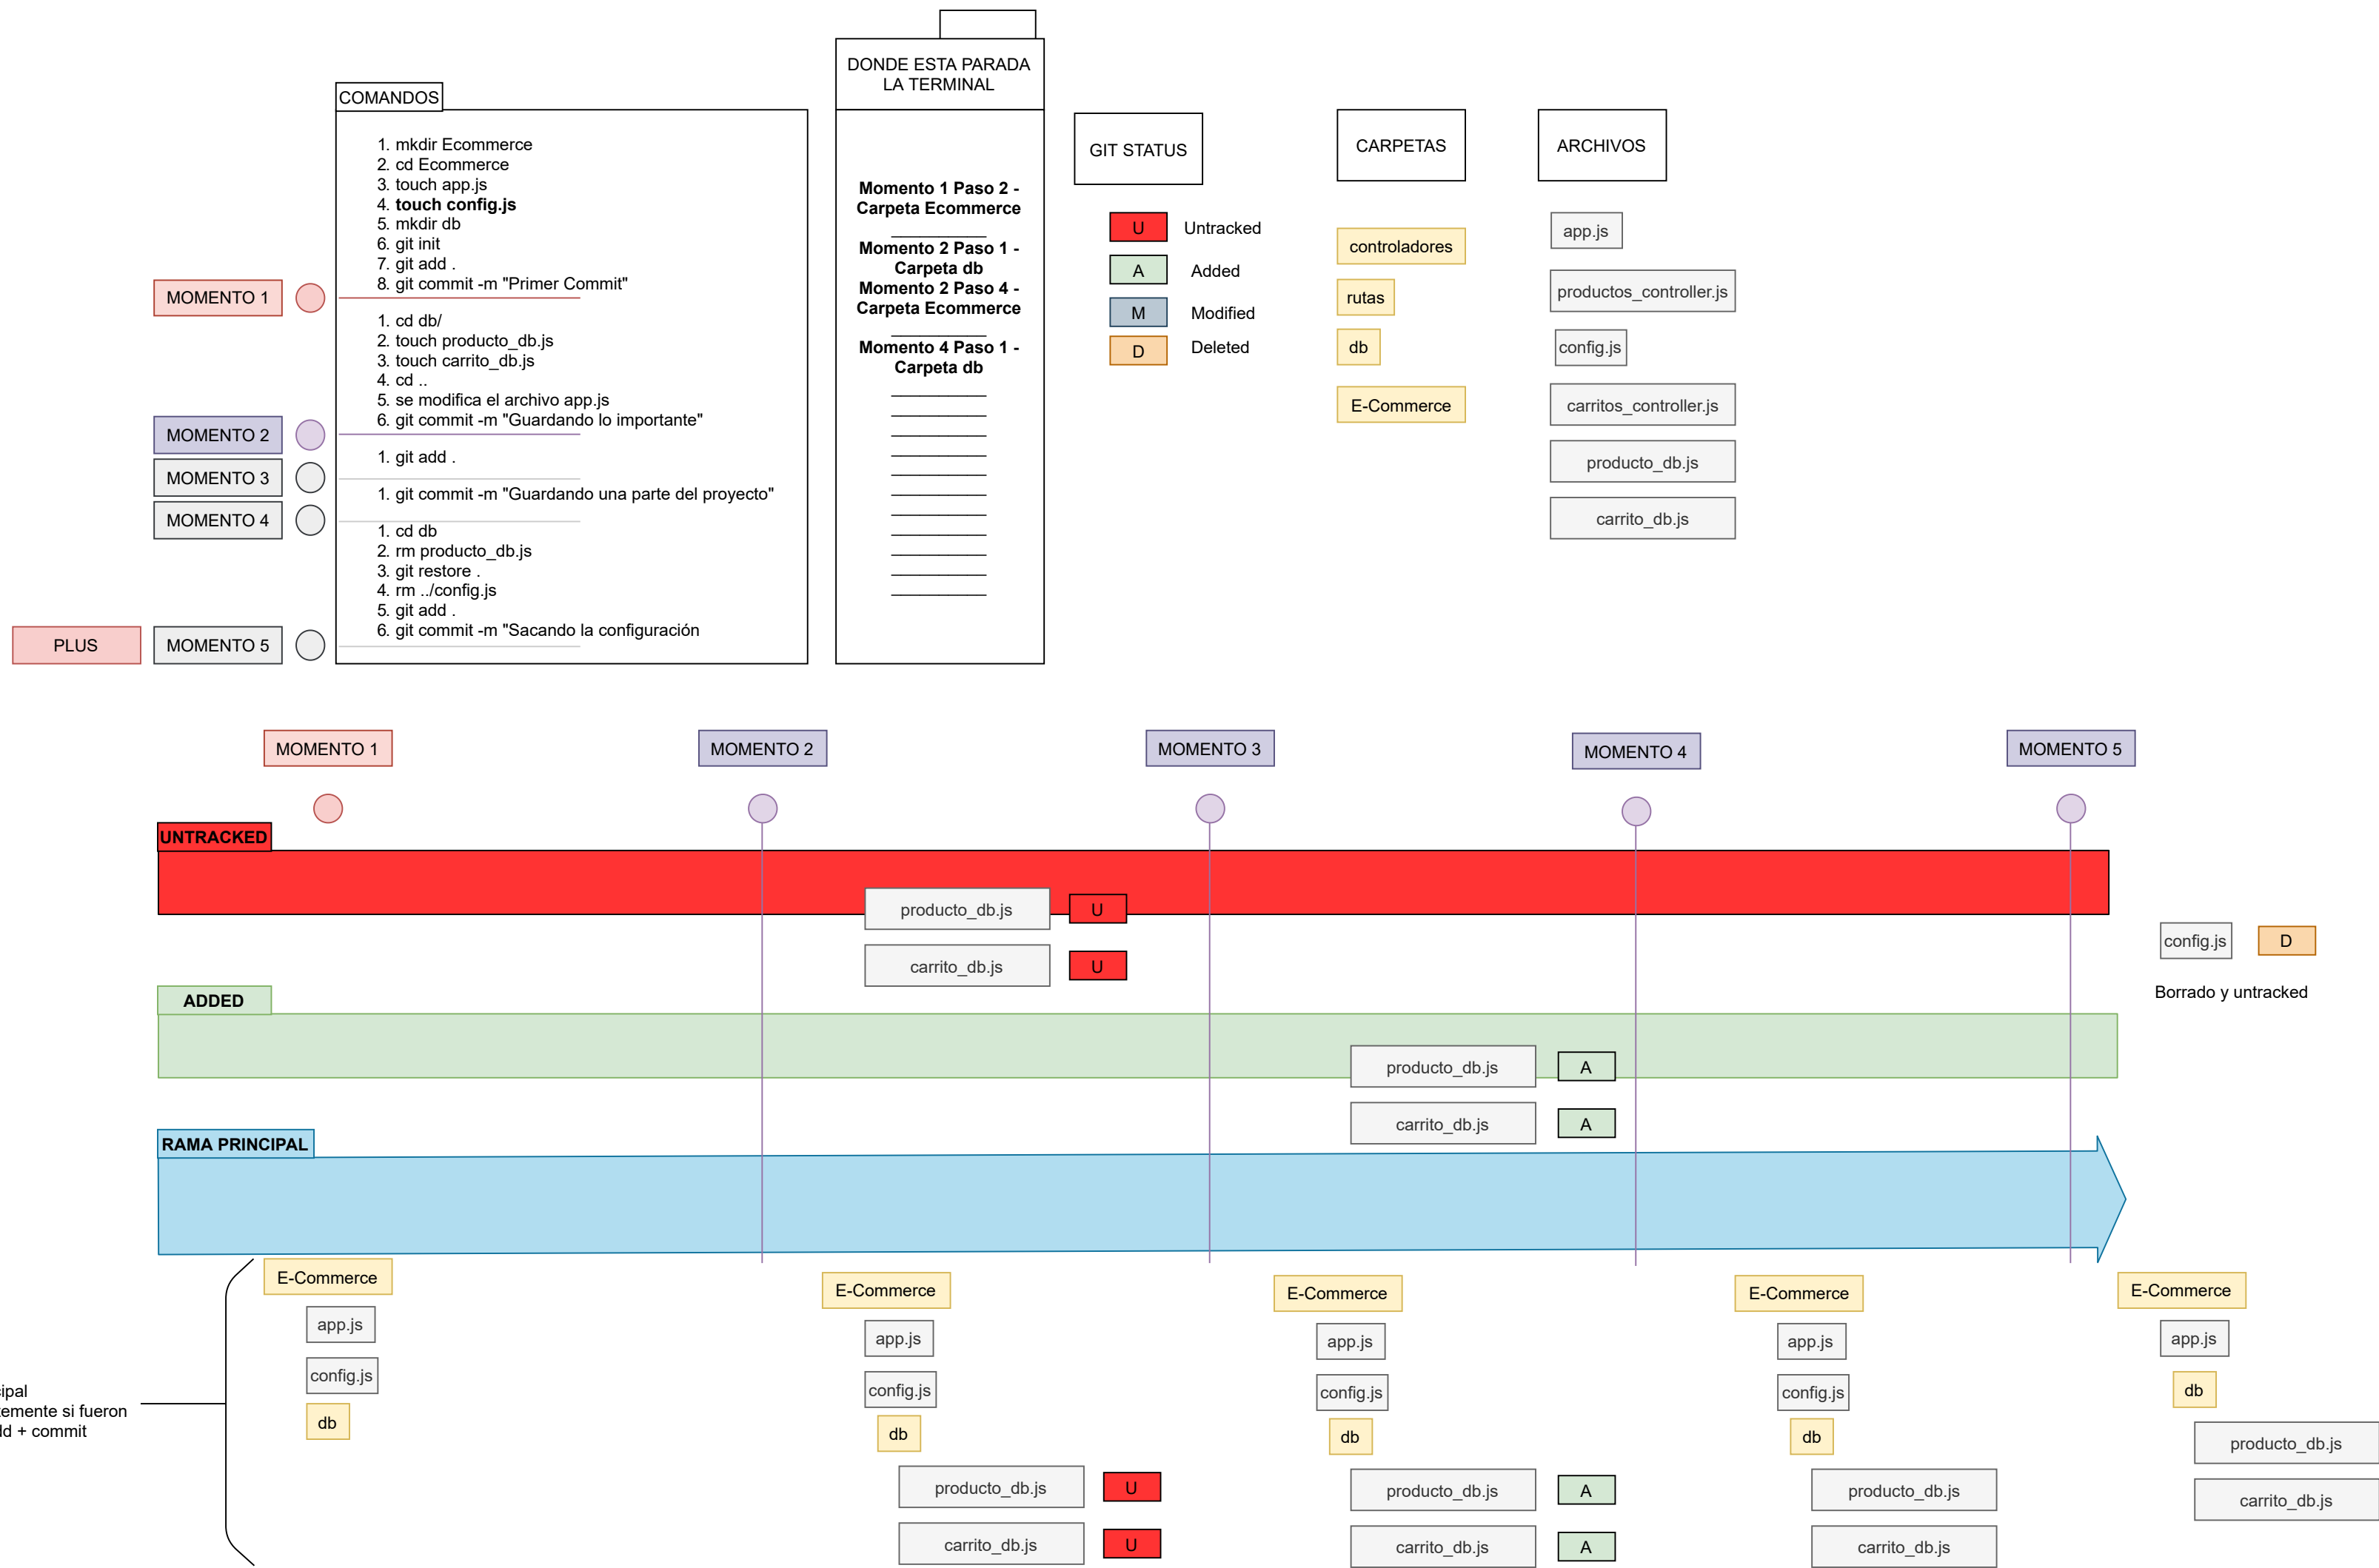 DONDE ESTA PARADA
LA TERMINAL
COMANDOS
1. mkdir Ecommerce
2. cd Ecommerce
3. touch app.js
4. touch config.js
5. mkdir db
6. git init
7. git add .
8. git commit -m "Primer Commit"
1. cd db/
2. touch producto_db.js
3. touch carrito_db.js
4. cd ..
5. se modifica el archivo app.js
6. git commit -m "Guardando lo importante"
1. git add .
1. git commit -m "Guardando una parte del proyecto"
1. cd db
2. rm producto_db.js
3. git restore .
4. rm ../config.js
5. git add .
6. git commit -m "Sacando la configuración
MOMENTO 1
MOMENTO 2
MOMENTO 3
MOMENTO 4
PLUS
MOMENTO 5
Momento 1 Paso 2 -
Carpeta Ecommerce
Momento 2 Paso 1 -
Carpeta db
Momento 2 Paso 4 -
Carpeta Ecommerce
Momento 4 Paso 1 -
Carpeta db
GIT STATUS
U Untracked
A Added
M Modified
D Deleted
CARPETAS
controladores
rutas
db
E-Commerce
ARCHIVOS
app.js
productos_controller.js
config.js
carritos_controller.js
producto_db.js
carrito_db.js
MOMENTO 1
MOMENTO 2
MOMENTO 3
MOMENTO 4
MOMENTO 5
UNTRACKED
producto_db.js U
carrito_db.js U
config.js D
Borrado y untracked
ADDED
producto_db.js A
carrito_db.js A
RAMA PRINCIPAL
cipal
temente si fueron
dd + commit
E-Commerce
app.js
config.js
db
E-Commerce
app.js
config.js
db
producto_db.js U
carrito_db.js U
E-Commerce
app.js
config.js
db
producto_db.js A
carrito_db.js A
E-Commerce
app.js
config.js
db
producto_db.js
carrito_db.js
E-Commerce
app.js
db
producto_db.js
carrito_db.js